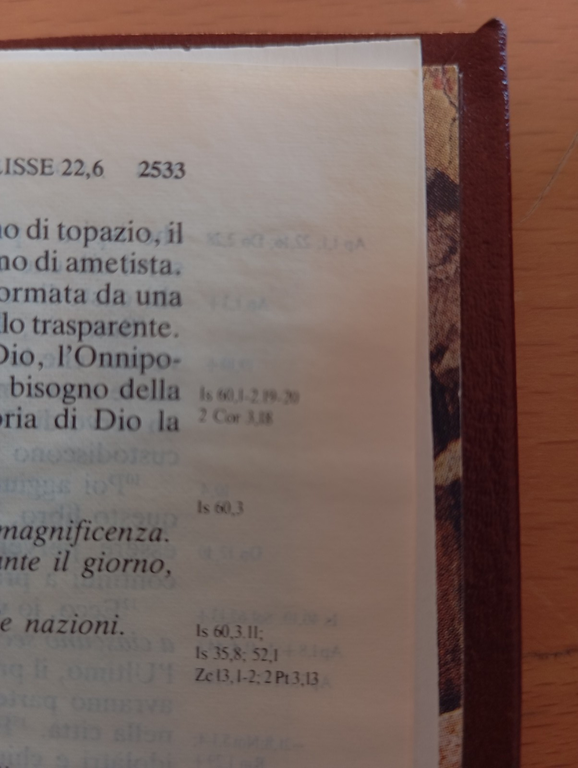 LISSE 22,6 2533
no di topazio, il
no di ametista.
ormata da una
lo trasparente.
Dio, l'Onnipo-
bisogno della
Is 60,1-2.19-20
oria di Dio la
2 Cor 3,18
Is 60,3
magnificenza.
ante il giorno,
e nazioni.
Is 60,3.11;
Is 35,8; 52,1
Zc 13,1-2; 2 Pt 3,13